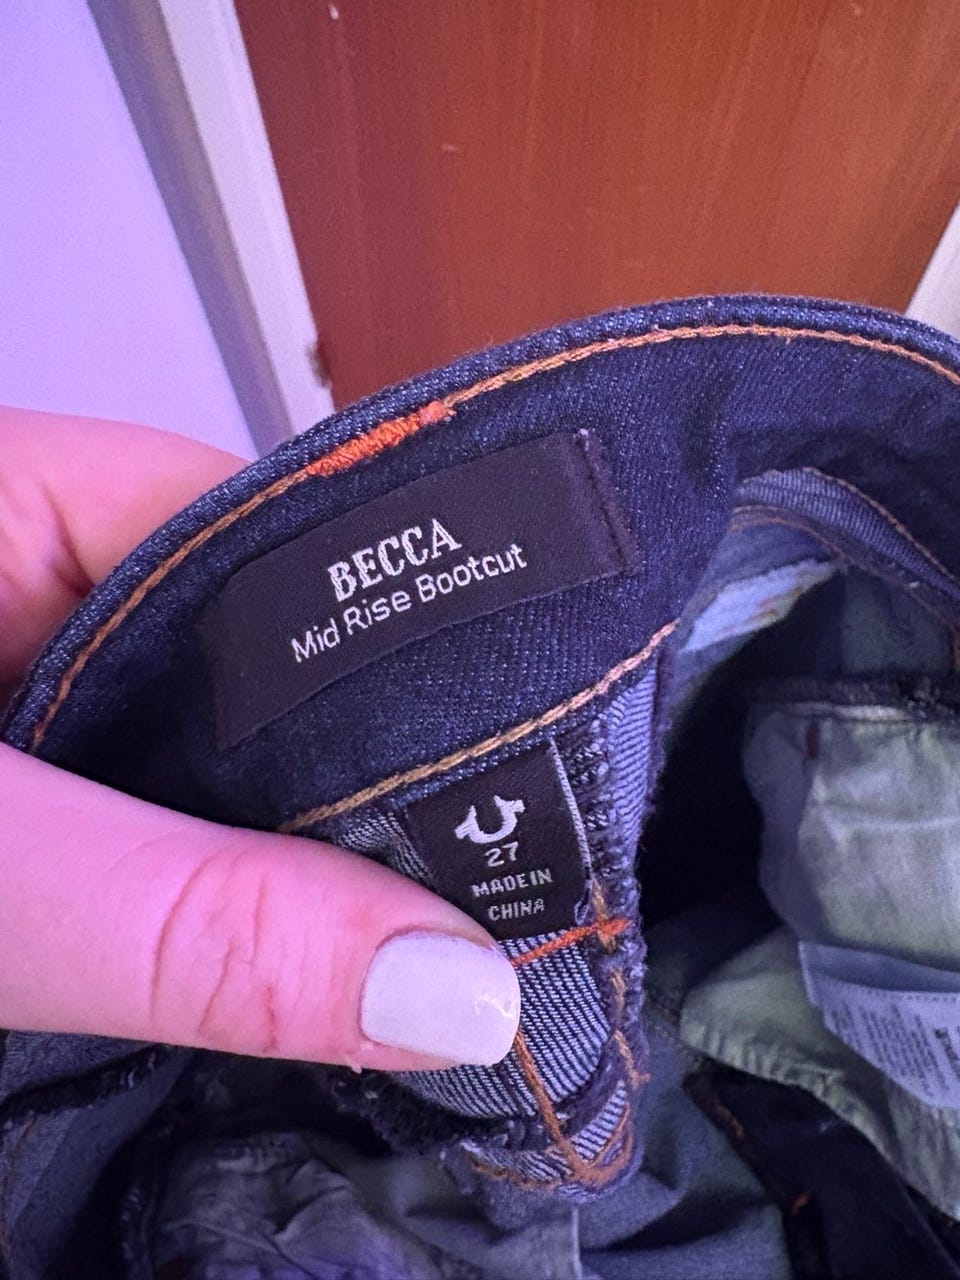 BECCA
Mid Rise Bootcut
27
MADE IN
CHINA